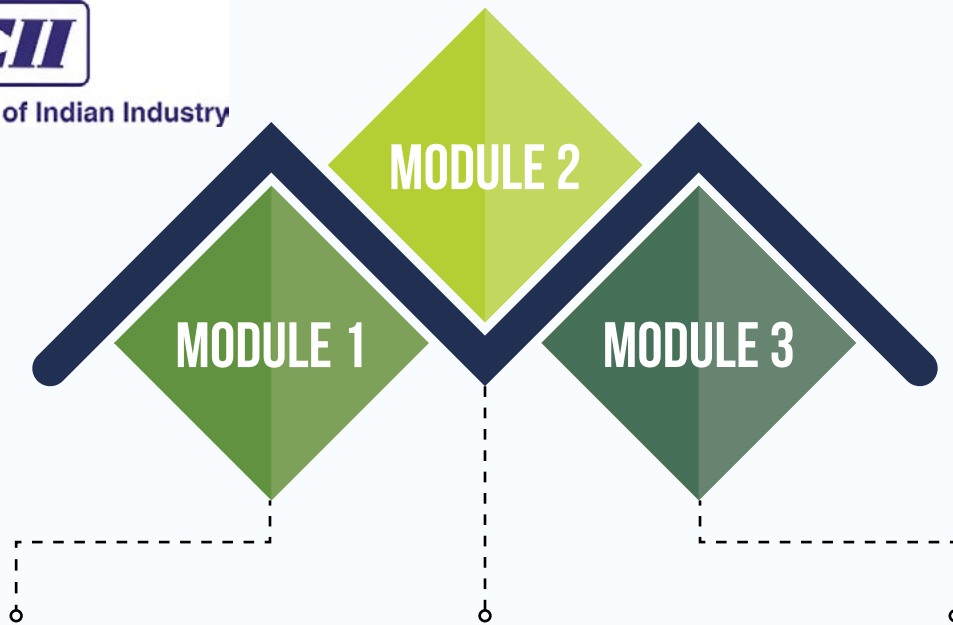 CII
of Indian Industry
MODULE 2
MODULE 1
MODULE 3